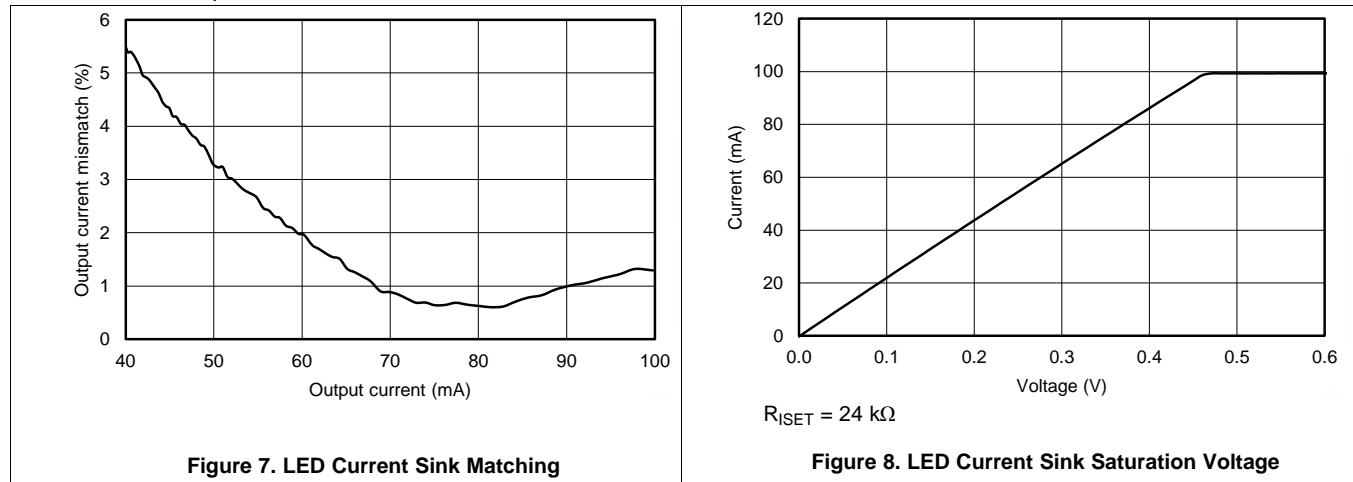 6
5
4
3
2
1
0
Output current mismatch (%)
40 50 60 70 80 90 100
Output current (mA)
Figure 7. LED Current Sink Matching
120
100
80
60
40
20
0
Current (mA)
0.0 0.1 0.2 0.3 0.4 0.5 0.6
Voltage (V)
RISET = 24 kΩ
Figure 8. LED Current Sink Saturation Voltage